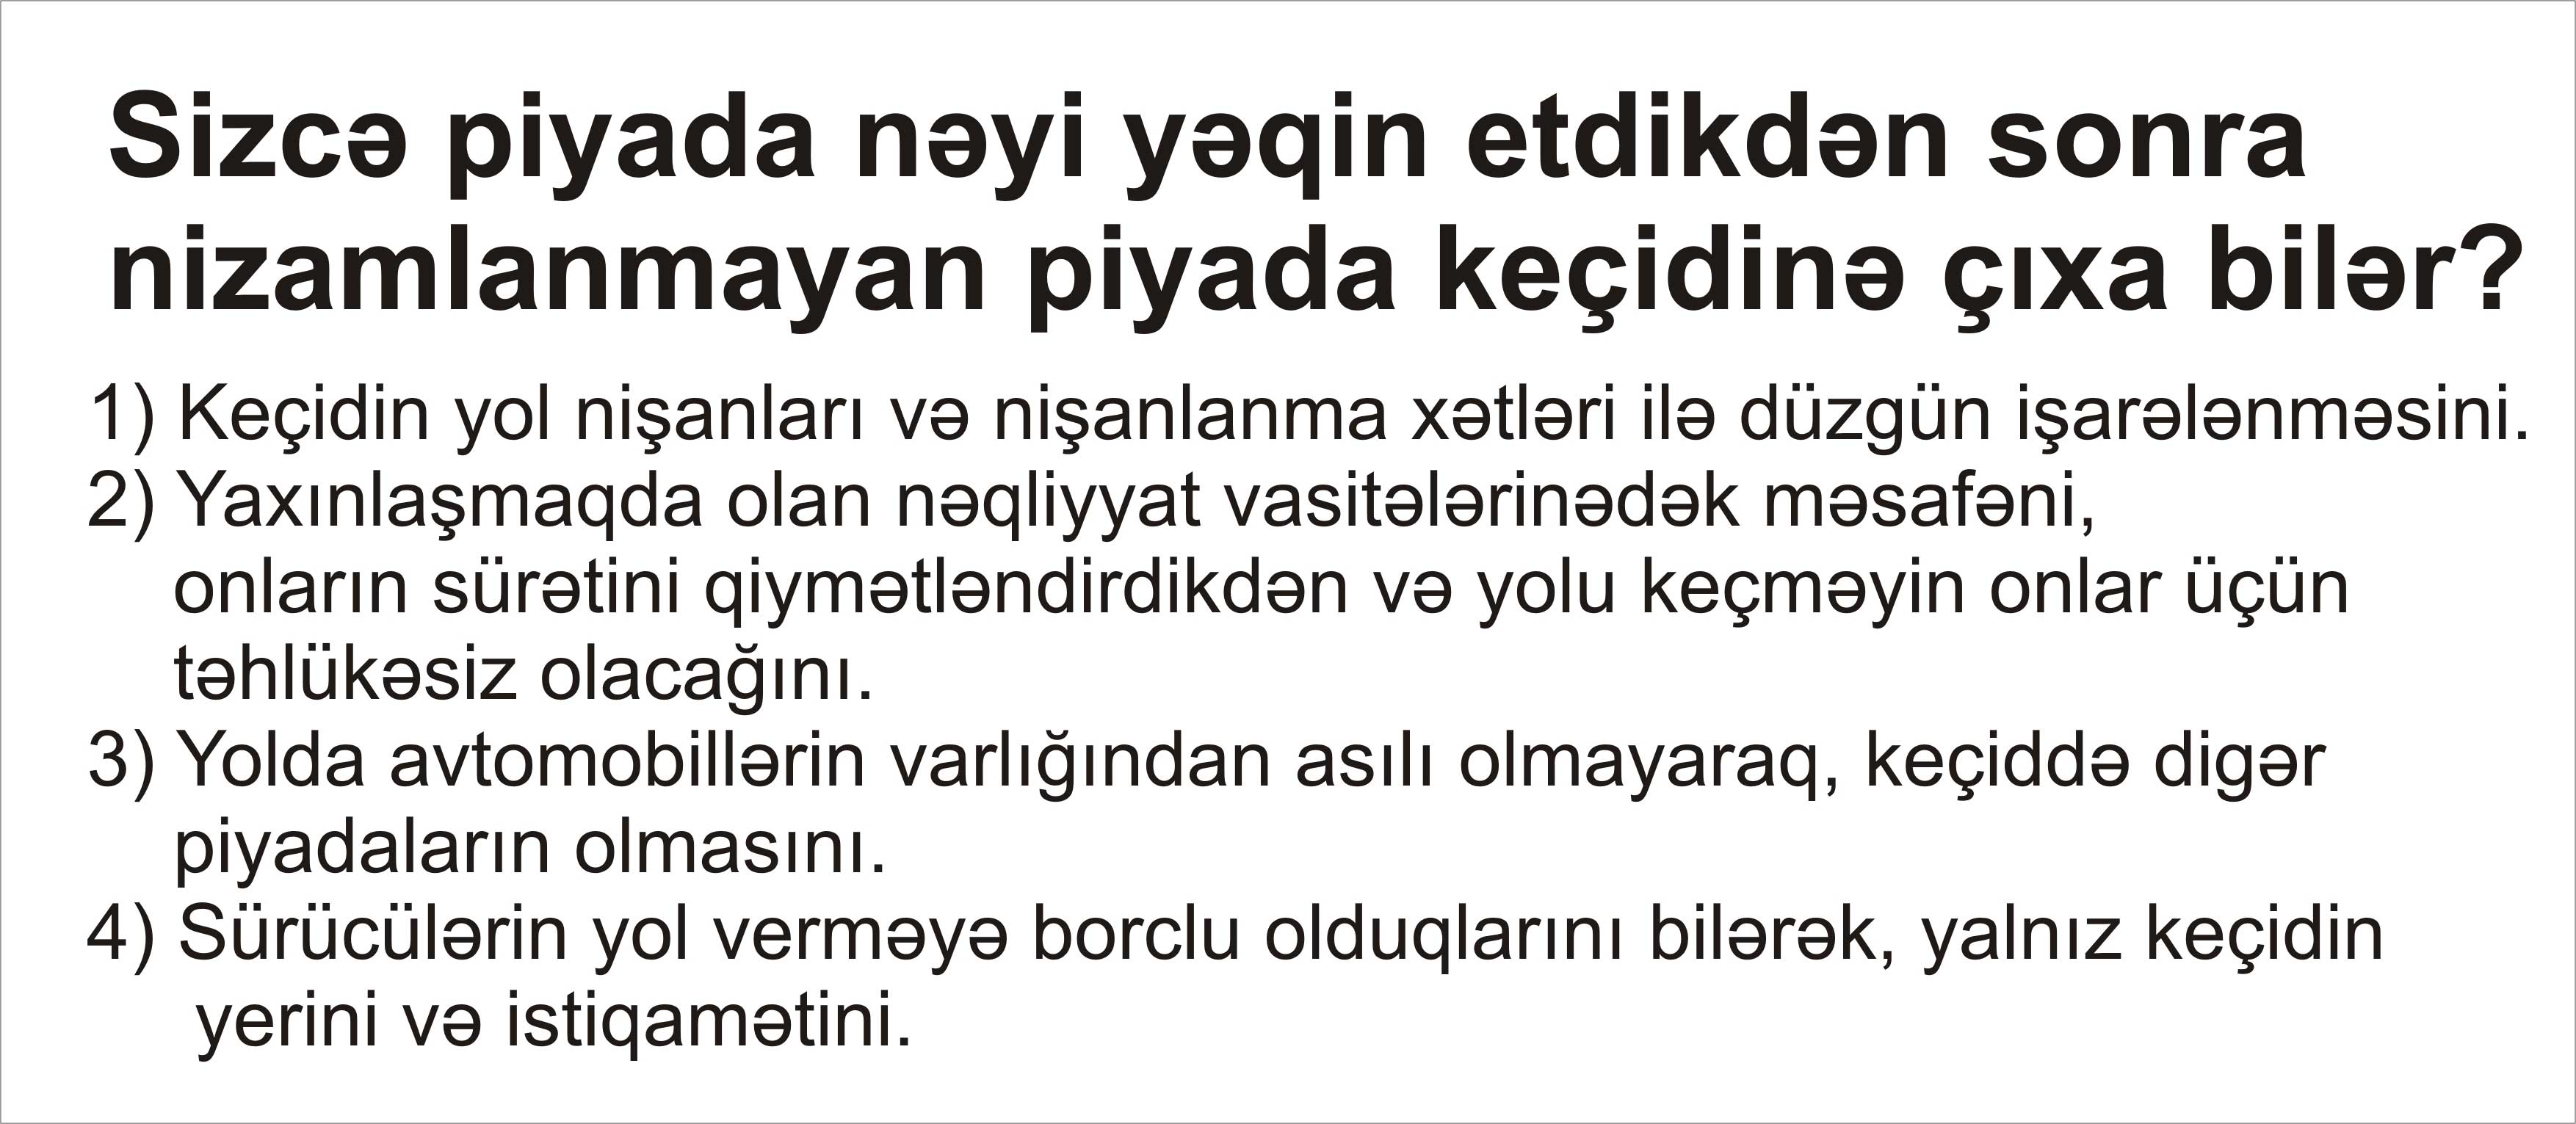 Sizcə piyada nəyi yəqin etdikdən sonra
nizamlanmayan piyada keçidinə çıxa bilər?
1) Keçidin yol nişanları və nişanlanma xətləri ilə düzgün işarələnməsini.
2) Yaxınlaşmaqda olan nəqliyyat vasitələrinədək məsafəni,
onların sürətini qiymətləndirdikdən və yolu keçməyin onlar üçün
təhlükəsiz olacağını.
3) Yolda avtomobillərin varlığından asılı olmayaraq, keçiddə digər
piyadaların olmasını.
4) Sürücülərin yol verməyə borclu olduqlarını bilərək, yalnız keçidin
yerini və istiqamətini.